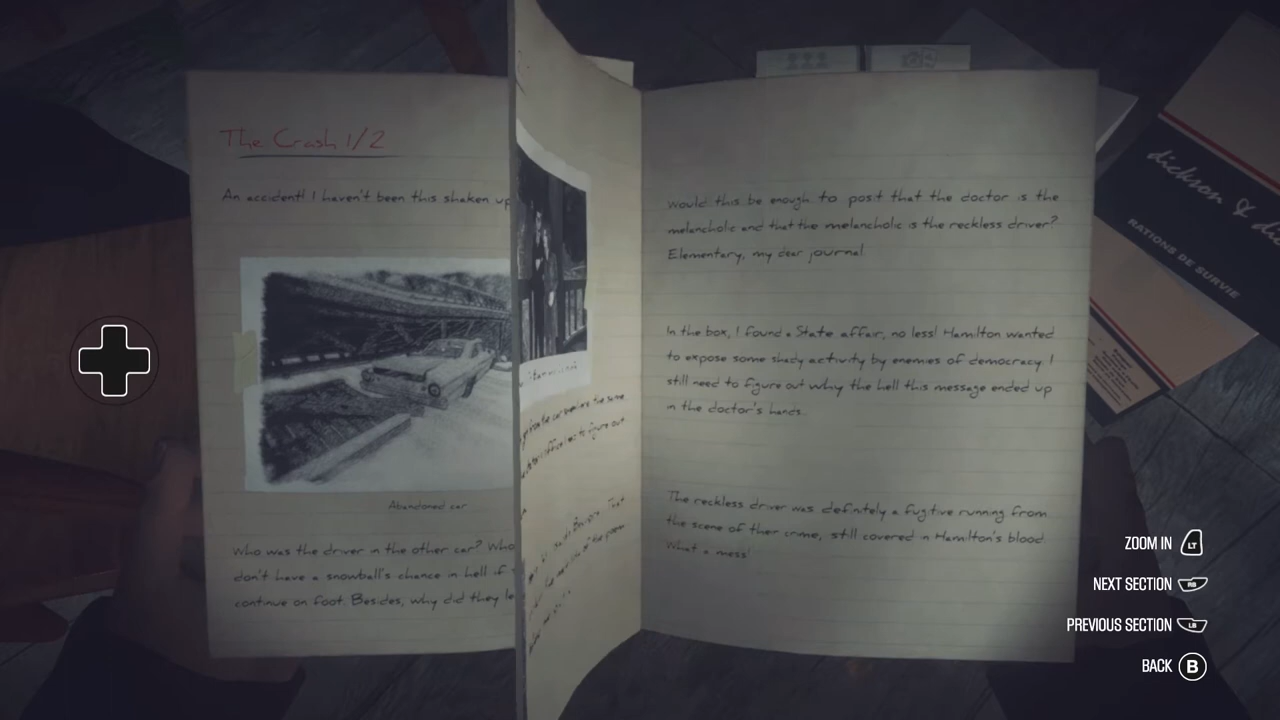 The Crash 1/2
An accident! I haven't been this shaken up
Abandoned car
Who was the driver in the other car? Who
don't have a snowball's chance in hell if
continue on foot. Besides, why did they le
would this be enough to posit that the doctor is the
melancholic and that the melancholic is the reckless driver?
Elementary, my dear journal
In the box, I found a State affair, no less! Hamilton wanted
to expose some shady activity by enemies of democracy. I
still need to figure out why the hell this message ended up
in the doctor's hands.
The reckless driver was definitely a fugitive running from
the scene of their crime, still covered in Hamilton's blood.
What a mess!
dickson & di
RATIONS DE SURVIE
ZOOM IN LT
NEXT SECTION RB
PREVIOUS SECTION LB
BACK B